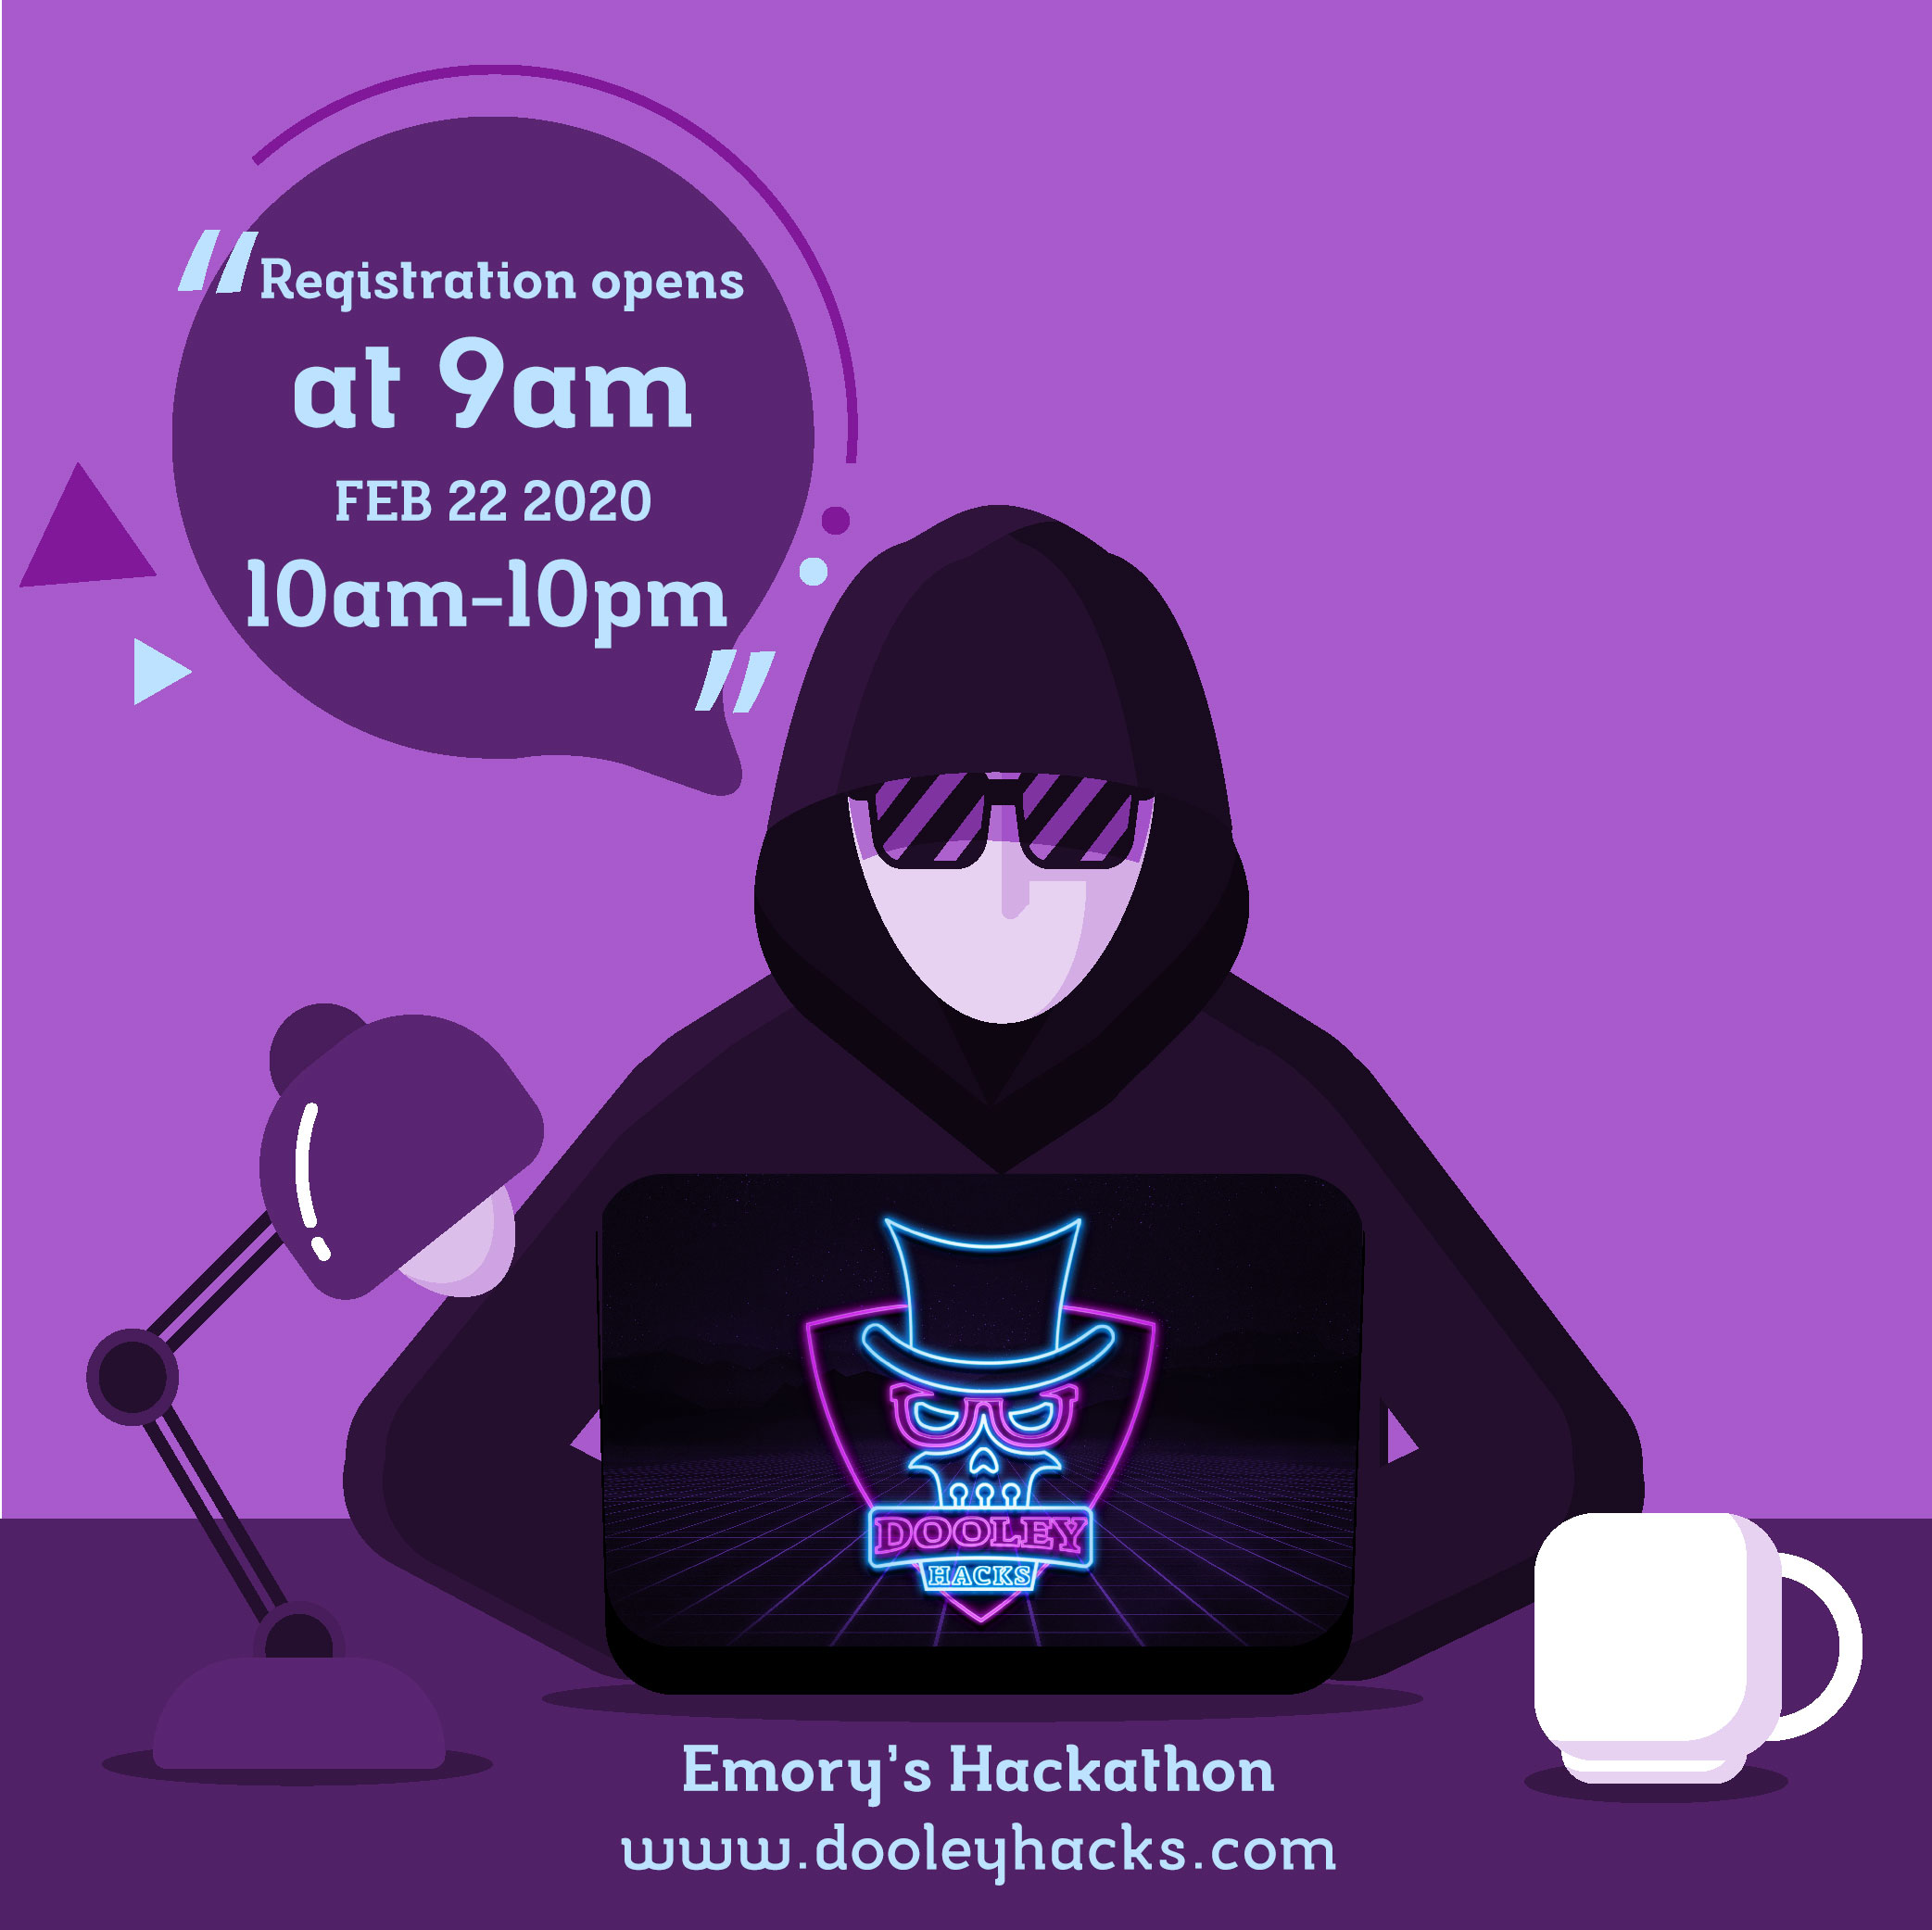 “Registration opens
at 9am
FEB 22 2020
10am-10pm”
DOOLEY
HACKS
Emory's Hackathon
www.dooleyhacks.com